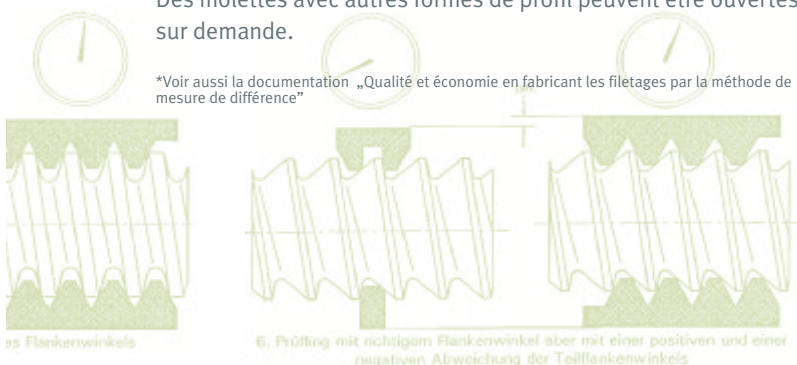 Des molettes avec autres formes de profil peuvent être ouvertes
sur demande.
*Voir aussi la documentation „Qualité et économie en fabricant les filetages par la méthode de
mesure de différence”
es Flankenwinkels
6. Prüfling mit richtigem Flankenwinkel aber mit einer positiven und einer
negativen Abweichung der Teilflankenwinkels